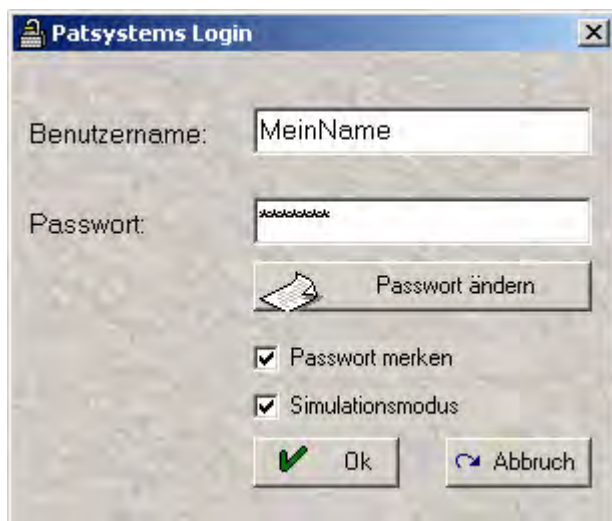 Patsystems Login
Benutzername: MeinName
Passwort: *******
Passwort ändern
Passwort merken
Simulationsmodus
Ok Abbruch